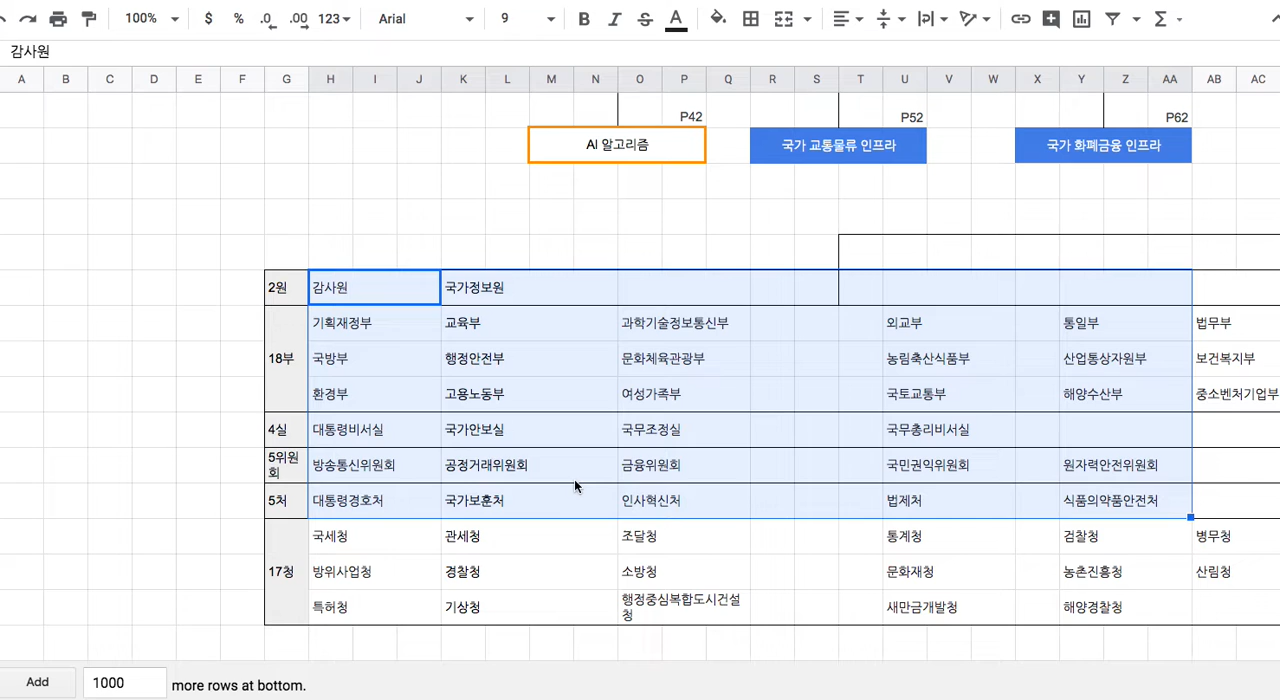 100% $ % .0 .00 123 Arial 9 B I S A
감사원
A B C D E F G H I J K L M N O P Q R S T U V W X Y Z AA AB AC
P42 P52 P62
AI 알고리즘 국가 교통물류 인프라 국가 화폐금융 인프라
2원 감사원 국가정보원
기획재정부 교육부 과학기술정보통신부 외교부 통일부 법무부
18부 국방부 행정안전부 문화체육관광부 농림축산식품부 산업통상자원부 보건복지부
환경부 고용노동부 여성가족부 국토교통부 해양수산부 중소벤처기업부
4실 대통령비서실 국가안보실 국무조정실 국무총리비서실
5위원
회 방송통신위원회 공정거래위원회 금융위원회 국민권익위원회 원자력안전위원회
5처 대통령경호처 국가보훈처 인사혁신처 법제처 식품의약품안전처
국세청 관세청 조달청 통계청 검찰청 병무청
17청 방위사업청 경찰청 소방청 문화재청 농촌진흥청 산림청
특허청 기상청 행정중심복합도시건설
청 새만금개발청 해양경찰청
Add 1000 more rows at bottom.